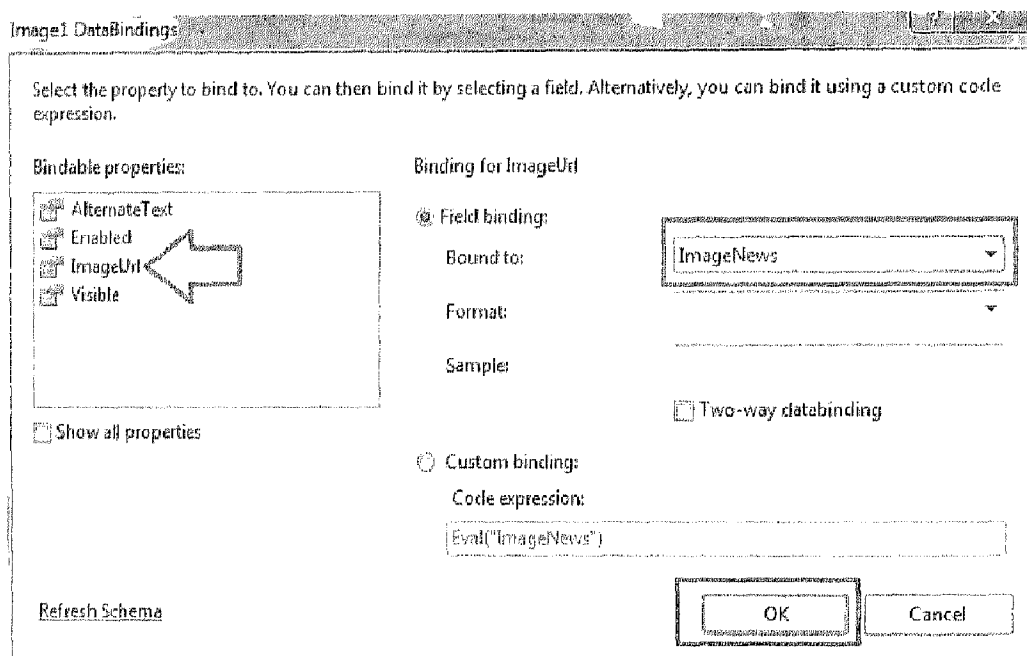 Image1 DataBindings
Select the property to bind to. You can then bind it by selecting a field. Alternatively, you can bind it using a custom code
expression.
Bindable properties:
AlternateText
Enabled
ImageUrl
Visible
Show all properties
Binding for ImageUrl
Field binding:
Bound to:
ImageNews
Format:
Sample:
Two-way databinding
Custom binding:
Code expression:
Eval("ImageNews")
Refresh Schema
OK
Cancel